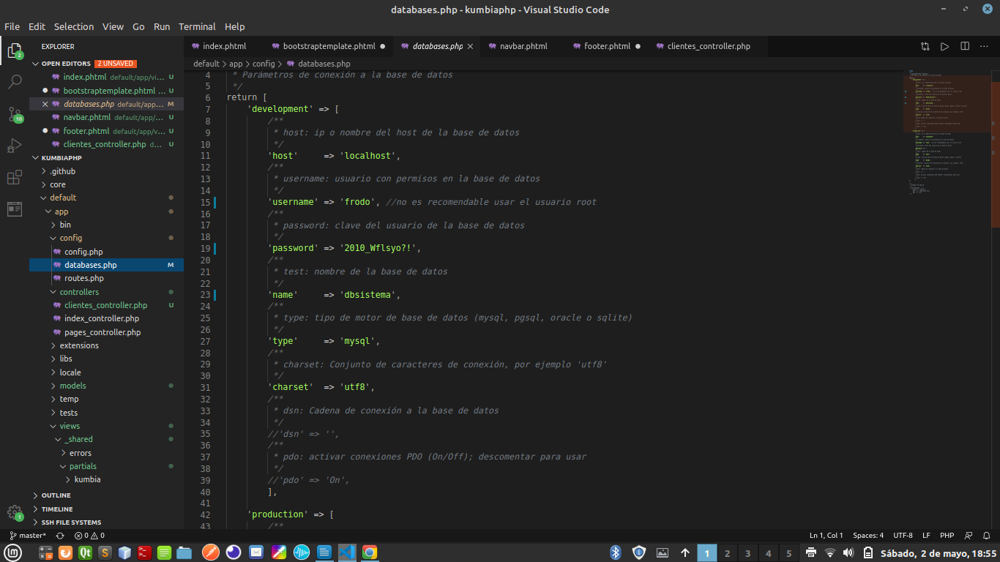 databases.php - kumbiaphp - Visual Studio Code
File Edit Selection View Go Run Terminal Help
EXPLORER
OPEN EDITORS 2 UNSAVED
index.phtml default/app/vi... U
bootstraptemplate.phtml ... U
databases.php default/app... M
navbar.phtml default/app/... U
footer.phtml default/app/v... U
clientes_controller.php d... U
KUMBIAPHP
.github
core
default
app
bin
config
config.php
databases.php M
routes.php
controllers
clientes_controller.php U
index_controller.php
pages_controller.php
extensions
libs
locale
models
temp
tests
views
_shared
errors
partials
kumbia
OUTLINE
TIMELINE
SSH FILE SYSTEMS
2
10
1
index.phtml bootstraptemplate.phtml databases.php navbar.phtml footer.phtml clientes_controller.php
default > app > config > databases.php
4 * Parámetros de conexión a la base de datos
5 */
6 return [
7 'development' => [
8 /**
9 * host: ip o nombre del host de la base de datos
10 */
11 'host' => 'localhost',
12 /**
13 * username: usuario con permisos en la base de datos
14 */
15 'username' => 'frodo', //no es recomendable usar el usuario root
16 /**
17 * password: clave del usuario de la base de datos
18 */
19 'password' => '2010_Wflsyo?!',
20 /**
21 * test: nombre de la base de datos
22 */
23 'name' => 'dbsistema',
24 /**
25 * type: tipo de motor de base de datos (mysql, pgsql, oracle o sqlite)
26 */
27 'type' => 'mysql',
28 /**
29 * charset: Conjunto de caracteres de conexión, por ejemplo 'utf8'
30 */
31 'charset' => 'utf8',
32 /**
33 * dsn: Cadena de conexión a la base de datos
34 */
35 //'dsn' => '',
36 /**
37 * pdo: activar conexiones PDO (On/Off); descomentar para usar
38 */
39 //'pdo' => 'On',
40 ],
41
42 'production' => [
43 /**
master* 0 0 Ln 1, Col 1 Spaces: 4 UTF-8 LF PHP
1 2 3 4 5 Sábado, 2 de mayo, 18:55